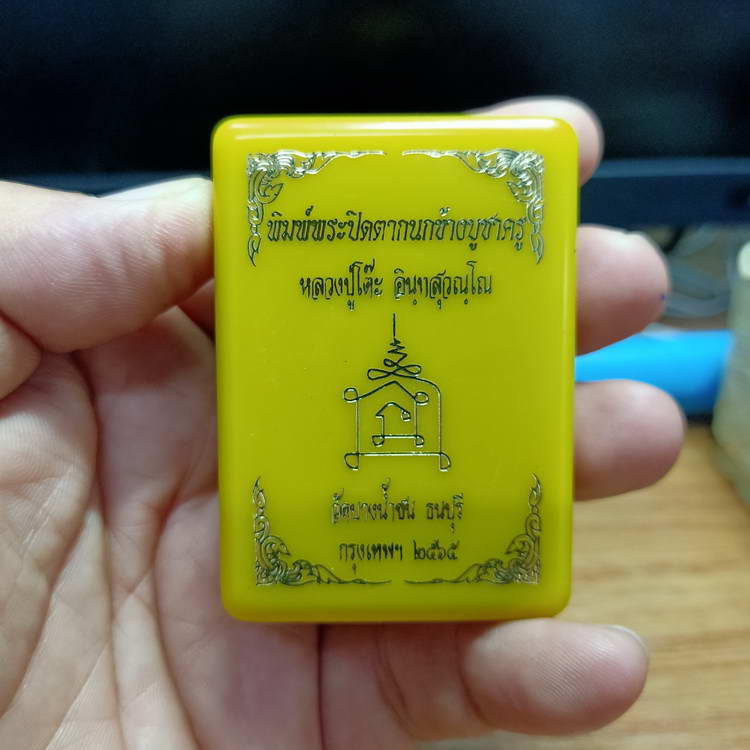 พิมพ์พระปิดตากนกข้างบูชาครู
หลวงปู่โต๊ะ อินฺทสุวณฺโณ
วัดบางน้ำชน ธนบุรี
กรุงเทพฯ ๒๕๖๕